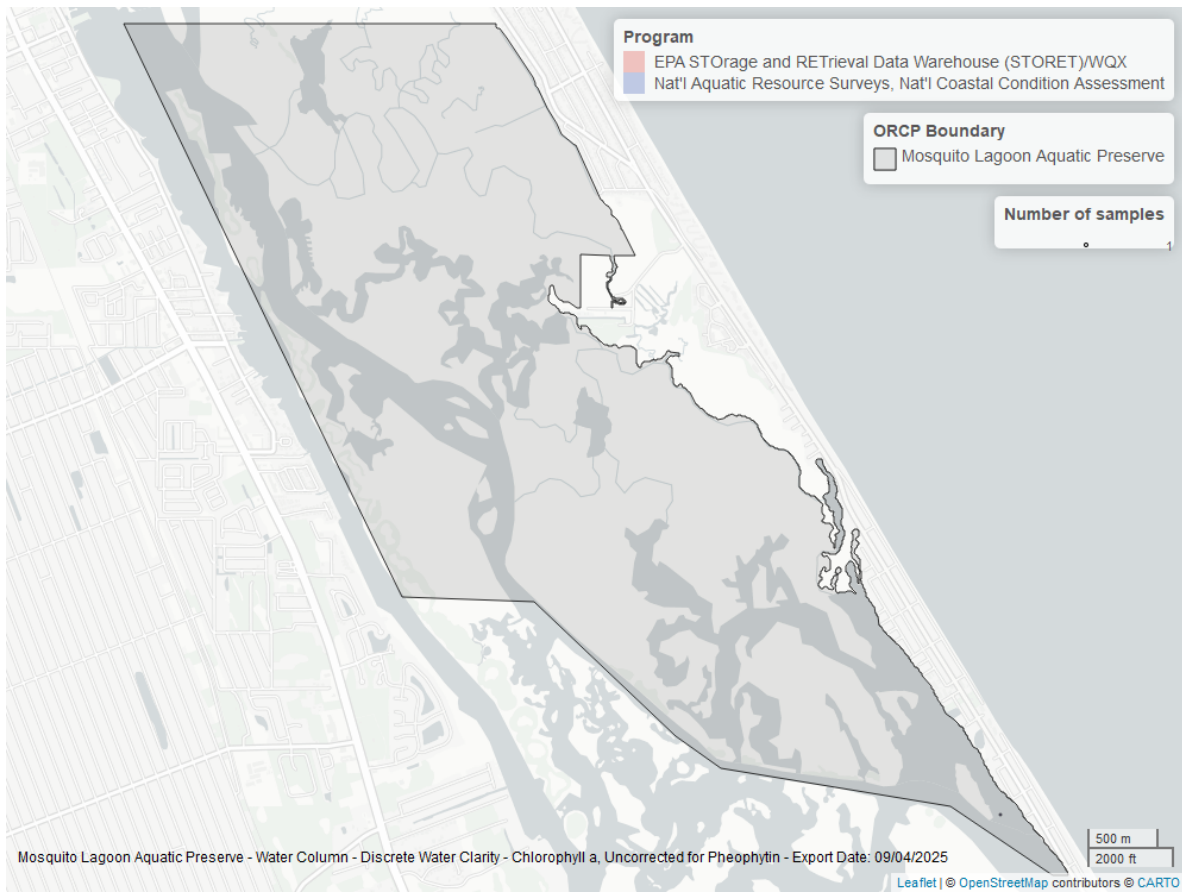 Program
EPA STOrage and RETrieval Data Warehouse (STORET)/WQX
Nat'l Aquatic Resource Surveys, Nat'l Coastal Condition Assessment
ORCP Boundary
Mosquito Lagoon Aquatic Preserve
Number of samples
1
500 m
2000 ft
Mosquito Lagoon Aquatic Preserve - Water Column - Discrete Water Clarity - Chlorophyll a, Uncorrected for Pheophytin - Export Date: 09/04/2025
Leaflet | © OpenStreetMap contributors © CARTO